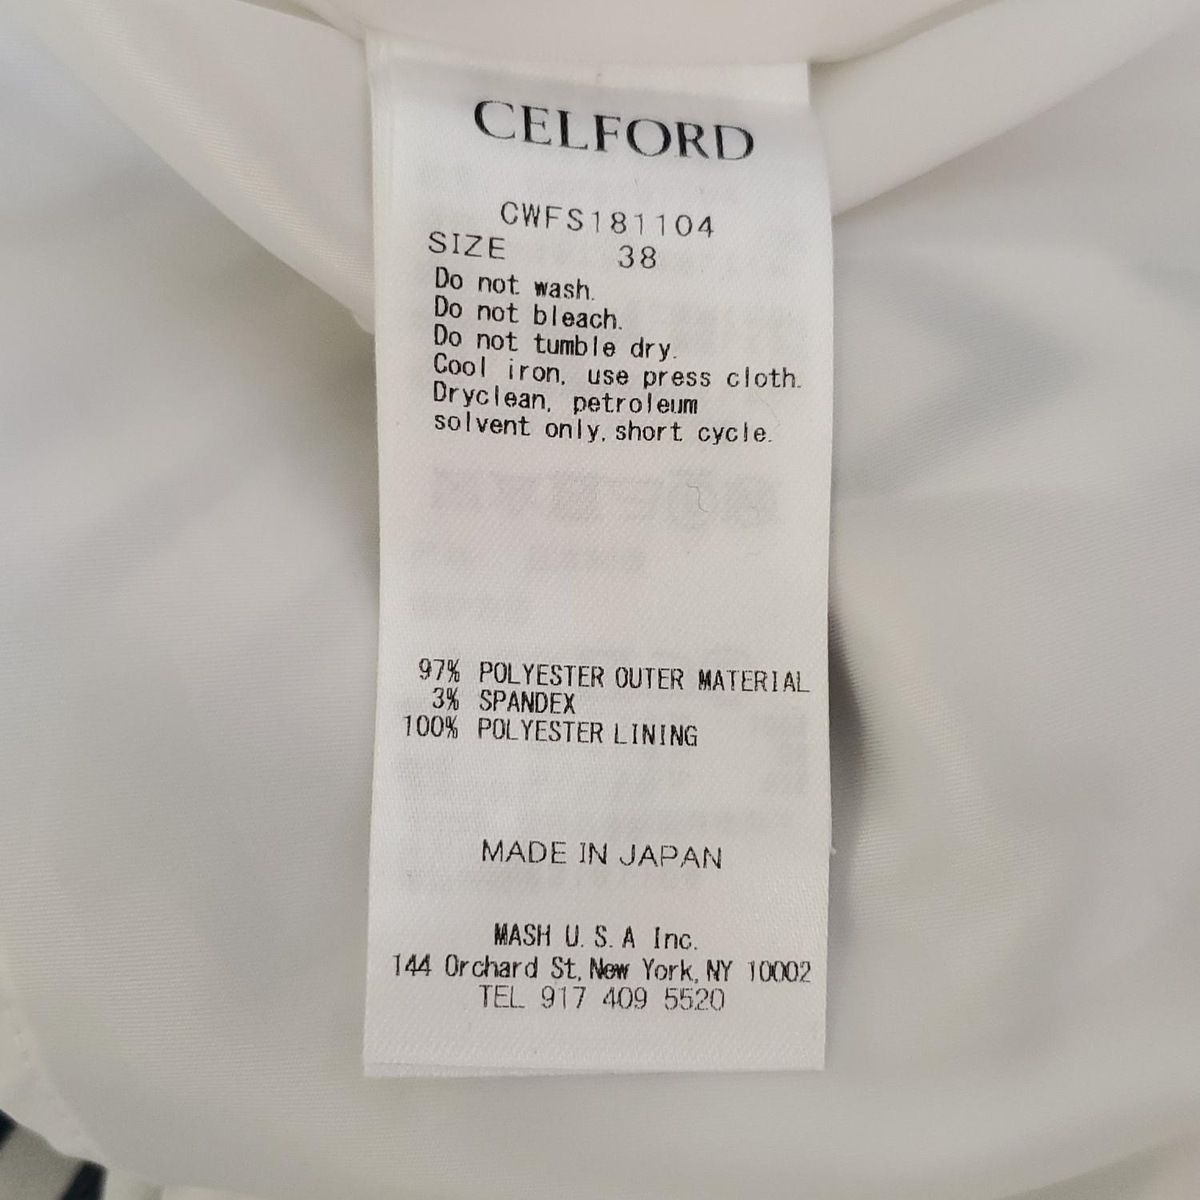 CELFORD
CWFS181104
SIZE 38
Do not wash.
Do not bleach.
Do not tumble dry.
Cool iron, use press cloth.
Dryclean, petroleum
solvent only, short cycle.
97% POLYESTER OUTER MATERIAL
3% SPANDEX
100% POLYESTER LINING
MADE IN JAPAN
MASH U.S.A Inc.
144 Orchard St, New York, NY 10002
TEL 917 409 5520